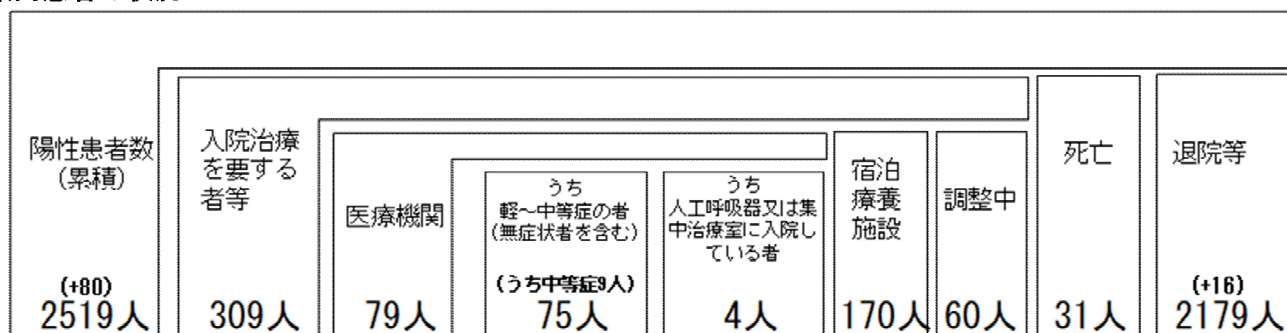 陽性患者数
(累積)
(+80)
2519人
入院治療
を要する
者等
309人
医療機関
79人
うち
軽～中等症の者
(無症状者を含む)
(うち中等症9人)
75人
うち
人工呼吸器又は集
中治療室に入院し
ている者
4人
宿泊
療養
施設
170人
調整中
60人
死亡
31人
退院等
(+16)
2179人